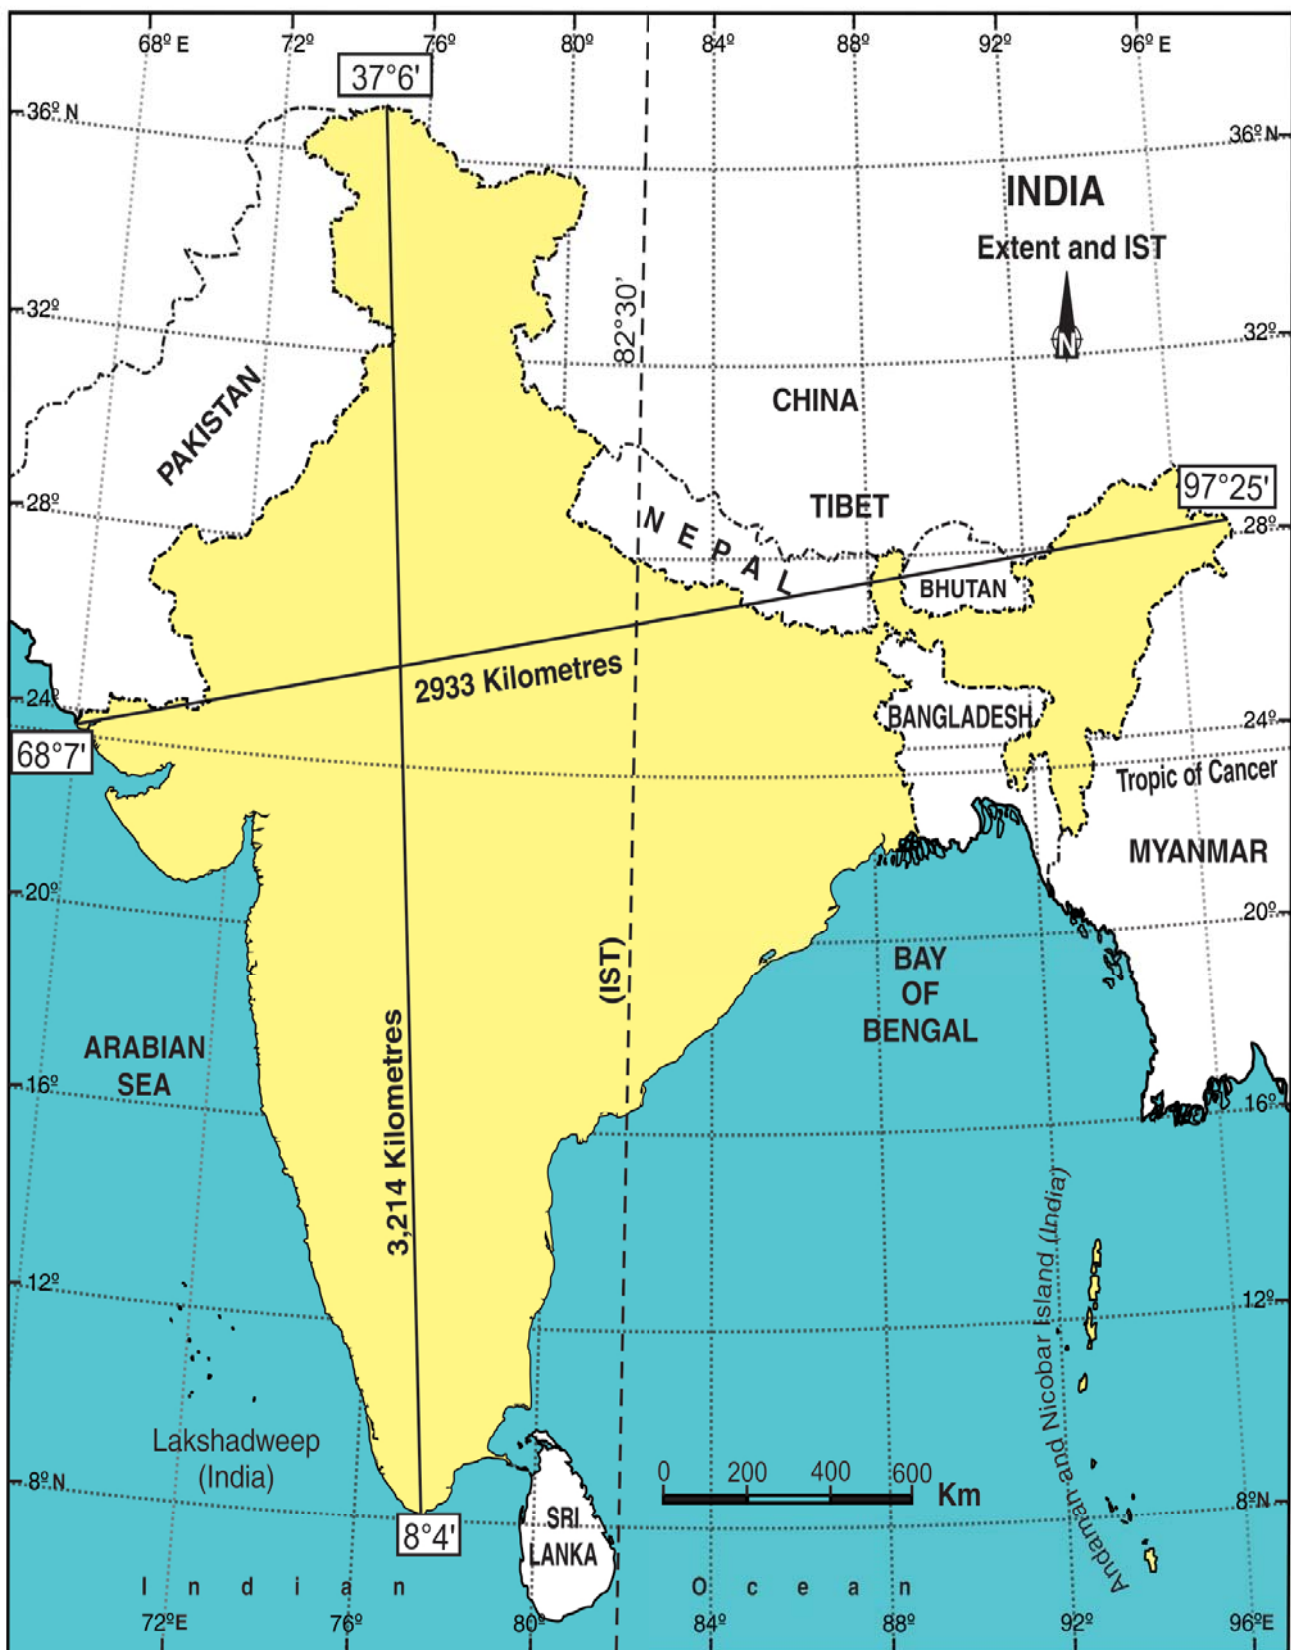 68º E 72º 76º 80º 84º 88º 92º 96º E
37°6'
36º N
36º N
INDIA
Extent and IST
N
82°30'
32º
32º
PAKISTAN
CHINA
97°25'
28º
28º
TIBET
NEPAL
BHUTAN
2933 Kilometres
24º
24º
BANGLADESH
68°7'
Tropic of Cancer
MYANMAR
20º
20º
(IST)
BAY
OF
BENGAL
ARABIAN
SEA
3,214 Kilometres
16º
16º
Andaman and Nicobar Island (India)
12º
12º
Lakshadweep
(India)
8º N
8º N
0 200 400 600
Km
8°4'
SRI
LANKA
Indian Ocean
72ºE 76º 80º 84º 88º 92º 96ºE